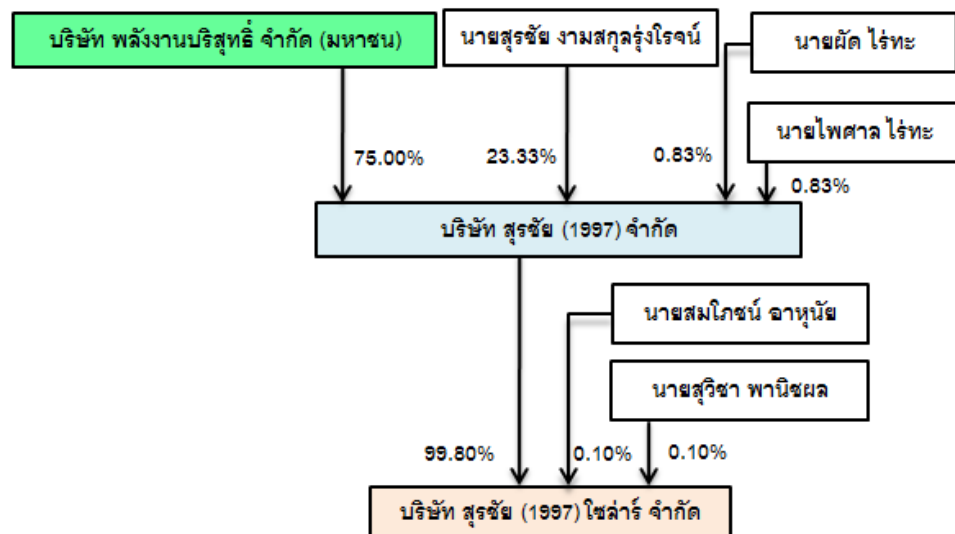 บริษัท พลังงานบริสุทธิ์ จำกัด (มหาชน)
นายสุรชัย งามสกุลรุ่งโรจน์
นายผัด ไร่ทะ
นายไพศาล ไร่ทะ
75.00%
23.33%
0.83%
0.83%
บริษัท สุรชัย (1997) จำกัด
นายสมโภชน์ อาหุนัย
นายสุวิชา พานิชผล
99.80%
0.10%
0.10%
บริษัท สุรชัย (1997) โซล่าร์ จำกัด